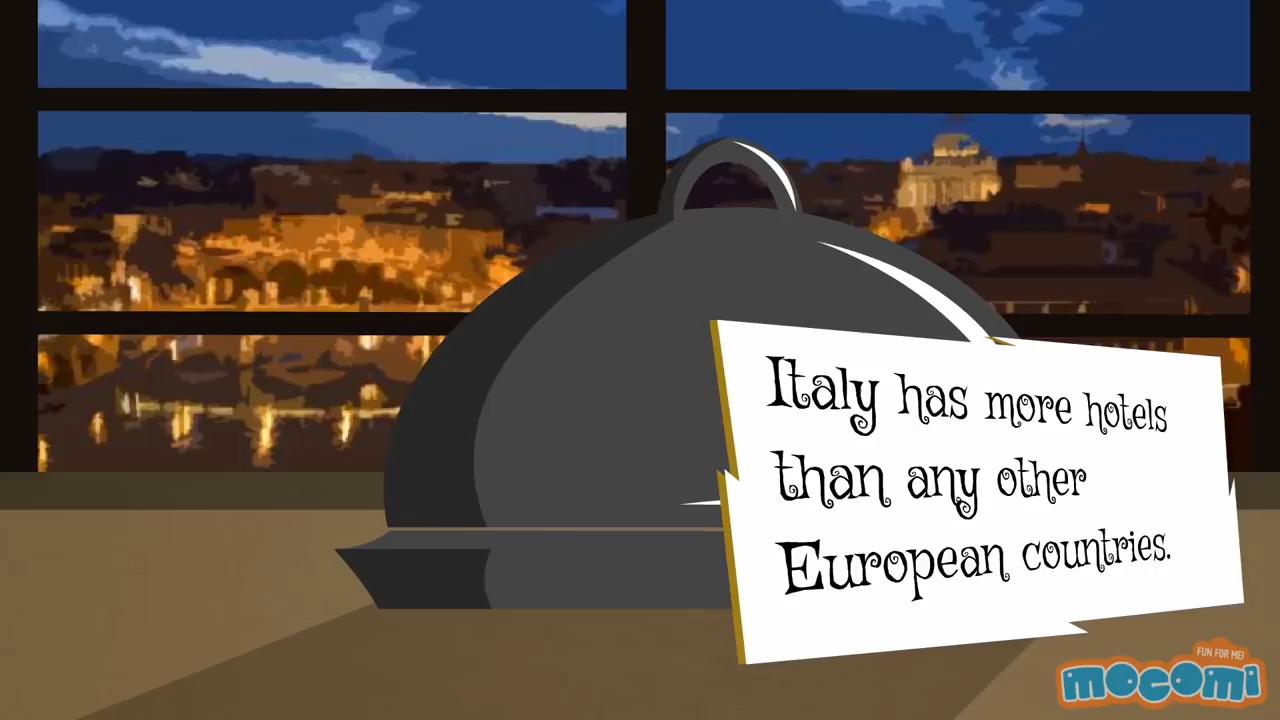 Italy has more hotels
than any other
European countries.
FUN FOR ME!
mocomi